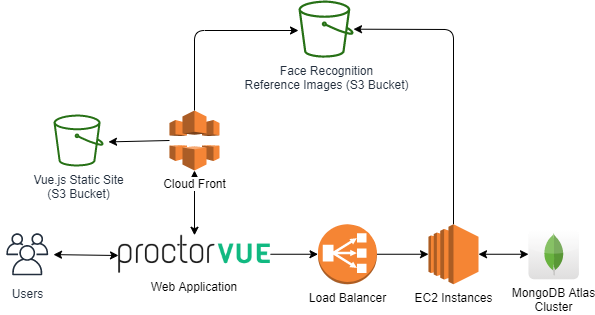 Face Recognition
Reference Images (S3 Bucket)
Vue.js Static Site
(S3 Bucket)
Cloud Front
proctorVUE
Web Application
Users
Load Balancer
EC2 Instances
MongoDB Atlas
Cluster